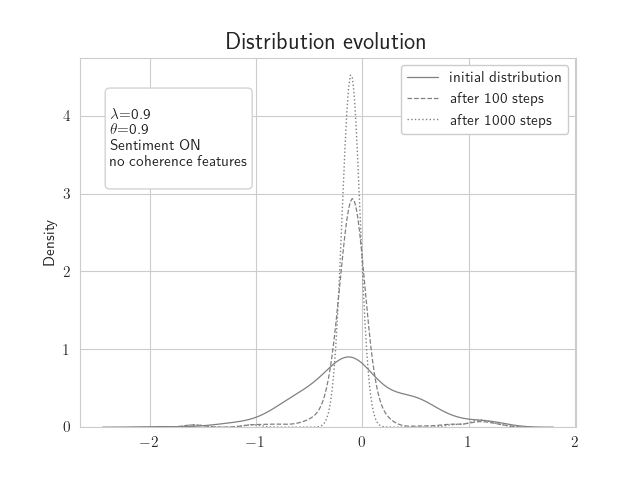 Distribution evolution
initial distribution
after 100 steps
after 1000 steps
λ=0.9
θ=0.9
Sentiment ON
no coherence features
Density
4
3
2
1
0
−2
−1
0
1
2